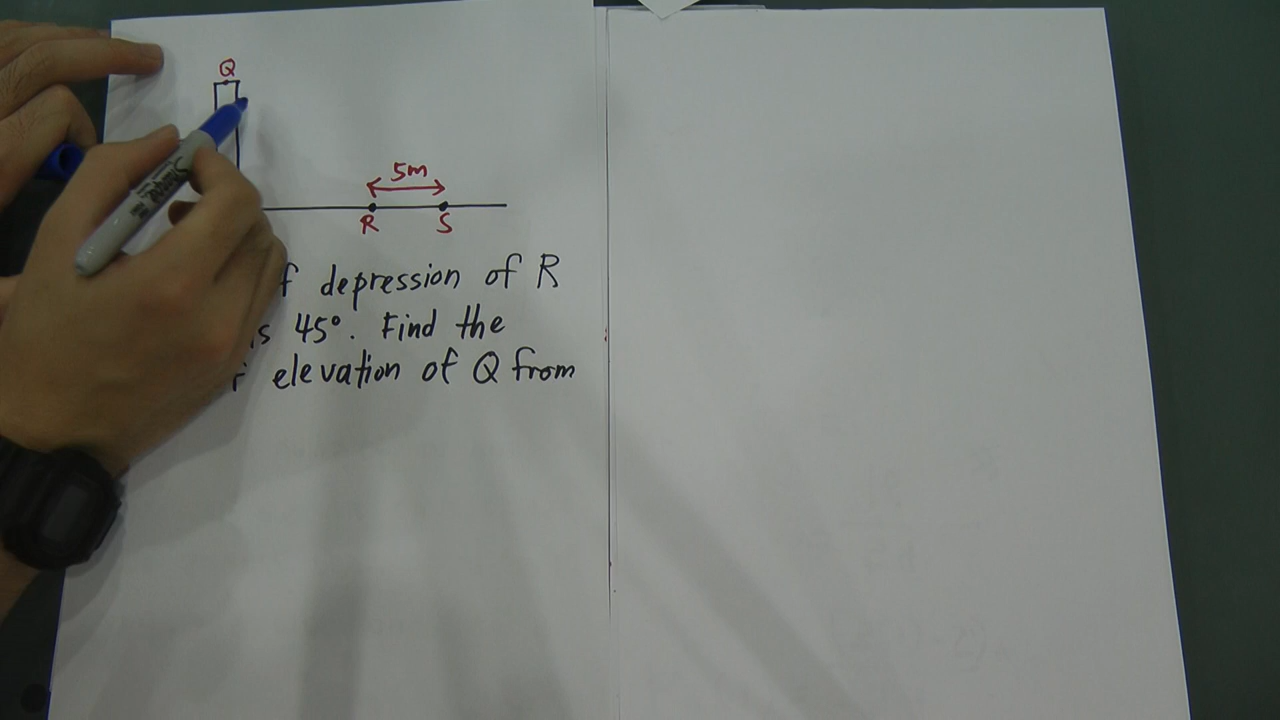 Q
5m
R S
depression of R
45°. Find the
elevation of Q from